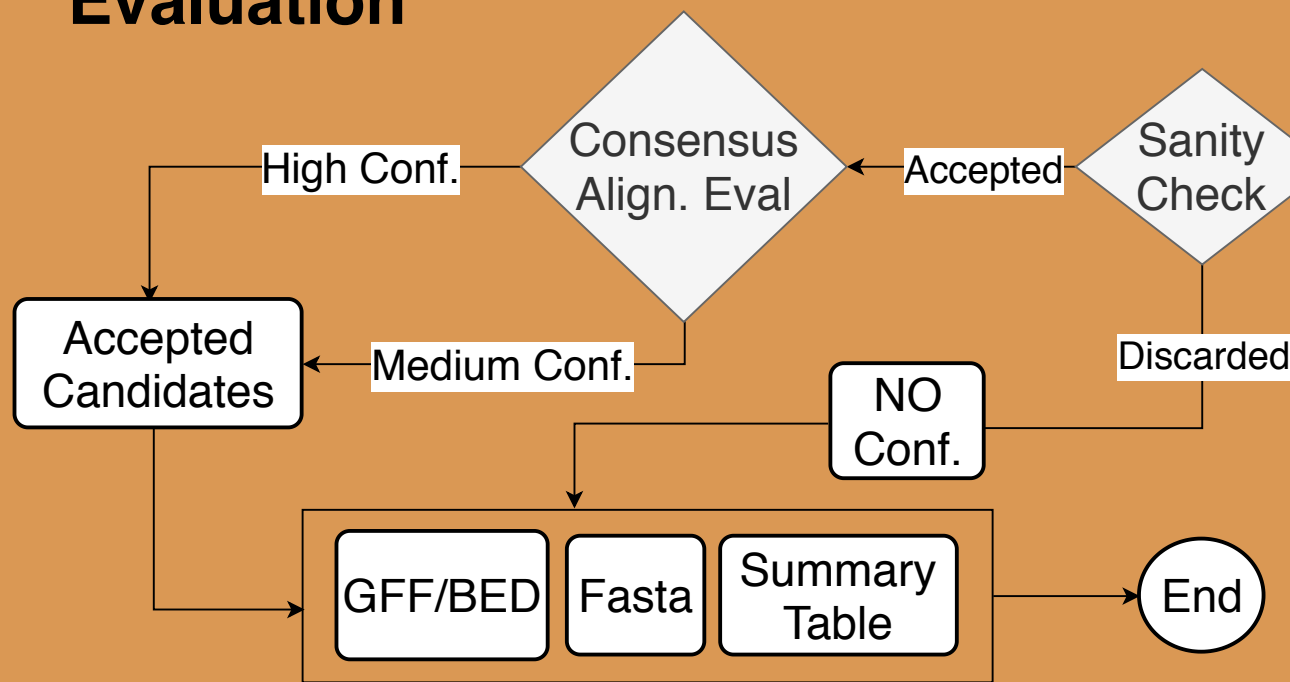 Evaluation
Consensus
Align. Eval
Sanity
Check
High Conf.
Accepted
Accepted
Candidates
Medium Conf.
Discarded
NO
Conf.
GFF/BED
Fasta
Summary
Table
End